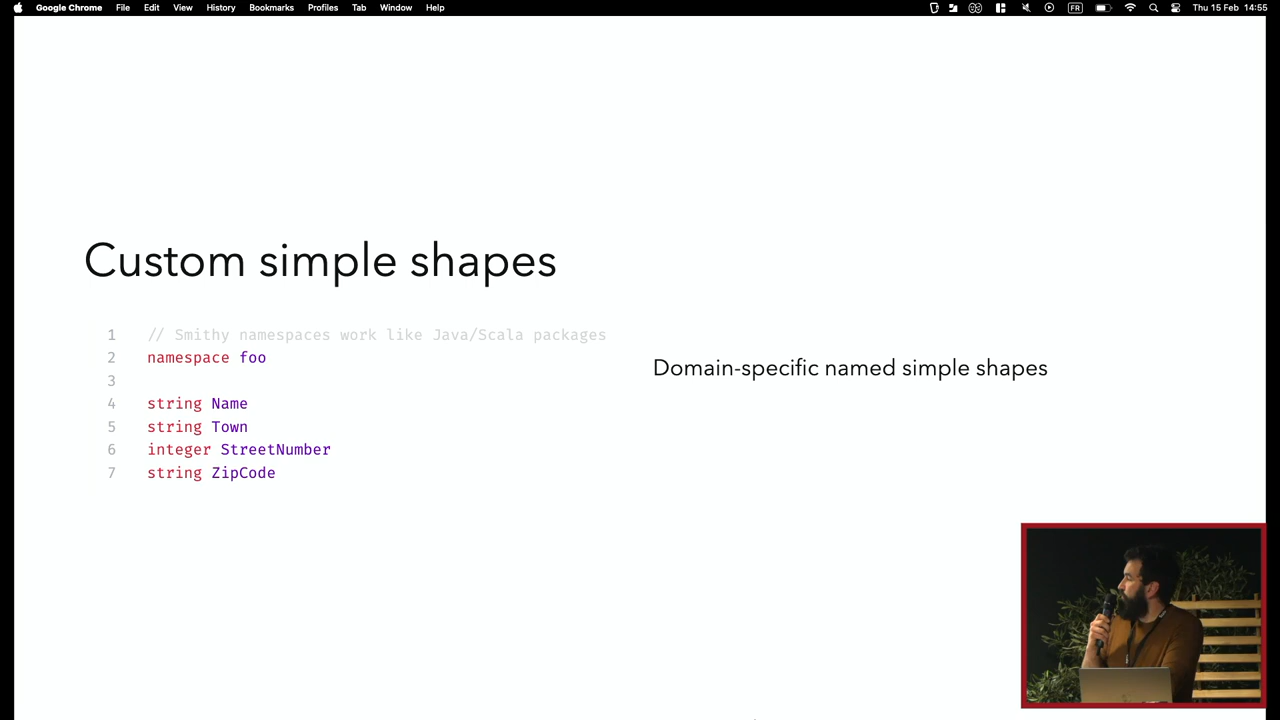 Google Chrome File Edit View History Bookmarks Profiles Tab Window Help FR Thu 15 Feb 14:55
Custom simple shapes
1 // Smithy namespaces work like Java/Scala packages
2 namespace foo
3
4 string Name
5 string Town
6 integer StreetNumber
7 string ZipCode
Domain-specific named simple shapes